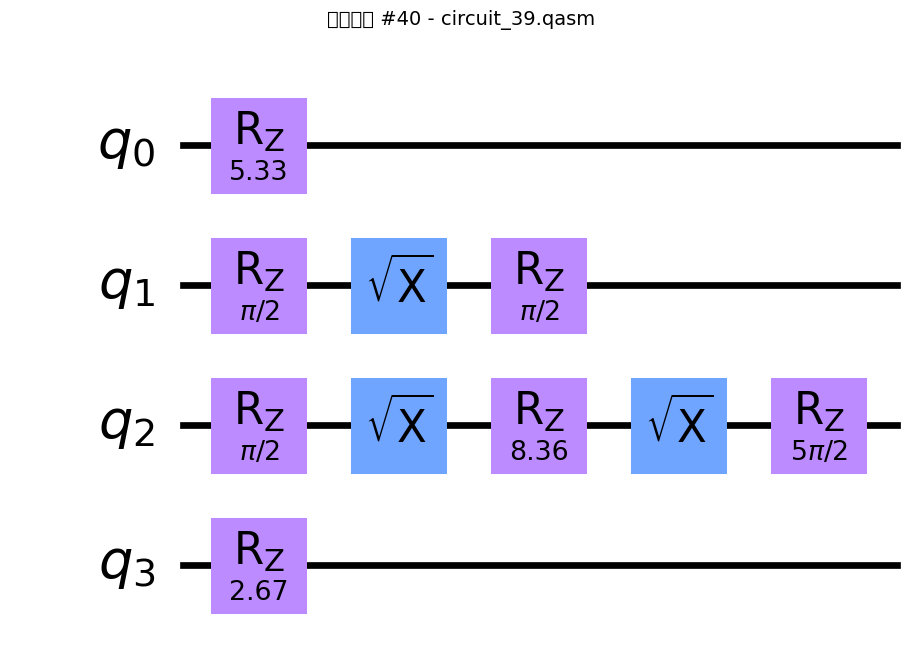 #40 - circuit_39.qasm
q0 RZ 5.33
q1 RZ π/2 √X RZ π/2
q2 RZ π/2 √X RZ 8.36 √X RZ 5π/2
q3 RZ 2.67